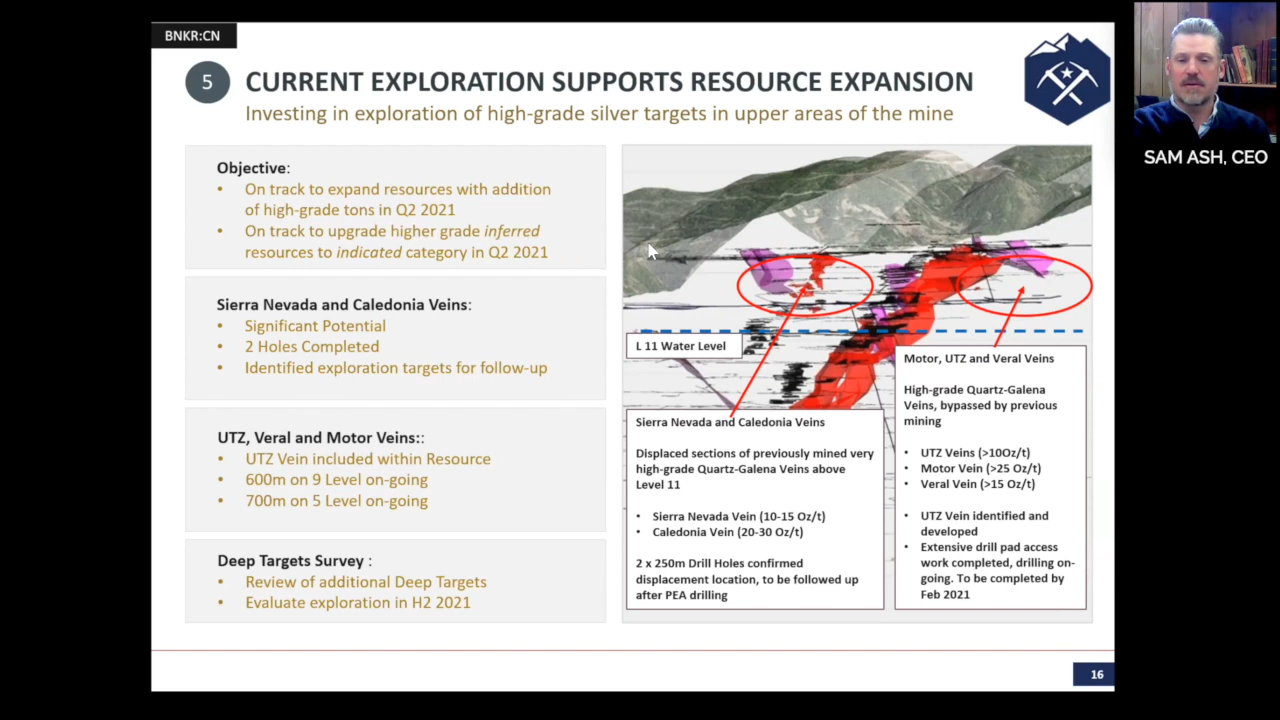 BNKR:CN
5
CURRENT EXPLORATION SUPPORTS RESOURCE EXPANSION
Investing in exploration of high-grade silver targets in upper areas of the mine
SAM ASH, CEO
Objective:
• On track to expand resources with addition
of high-grade tons in Q2 2021
• On track to upgrade higher grade inferred
resources to indicated category in Q2 2021
Sierra Nevada and Caledonia Veins:
• Significant Potential
• 2 Holes Completed
• Identified exploration targets for follow-up
UTZ, Veral and Motor Veins::
• UTZ Vein included within Resource
• 600m on 9 Level on-going
• 700m on 5 Level on-going
Deep Targets Survey :
• Review of additional Deep Targets
• Evaluate exploration in H2 2021
L 11 Water Level
Sierra Nevada and Caledonia Veins
Displaced sections of previously mined very
high-grade Quartz-Galena Veins above
Level 11
• Sierra Nevada Vein (10-15 Oz/t)
• Caledonia Vein (20-30 Oz/t)
2 x 250m Drill Holes confirmed
displacement location, to be followed up
after PEA drilling
Motor, UTZ and Veral Veins
High-grade Quartz-Galena
Veins, bypassed by previous
mining
• UTZ Veins (>10Oz/t)
• Motor Vein (>25 Oz/t)
• Veral Vein (>15 Oz/t)
• UTZ Vein identified and
developed
• Extensive drill pad access
work completed, drilling on-
going. To be completed by
Feb 2021
16